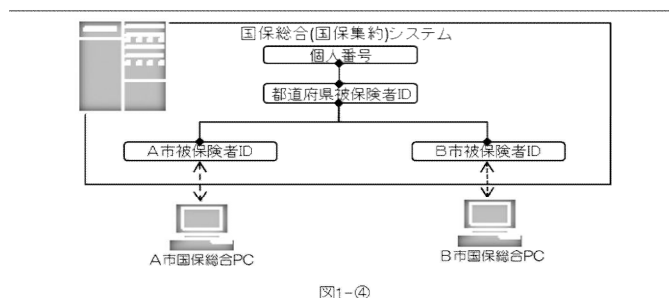 国保総合(国保集約)システム
個人番号
都道府県被保険者ID
A市被保険者ID
B市被保険者ID
A市国保総合PC
B市国保総合PC
図1-④